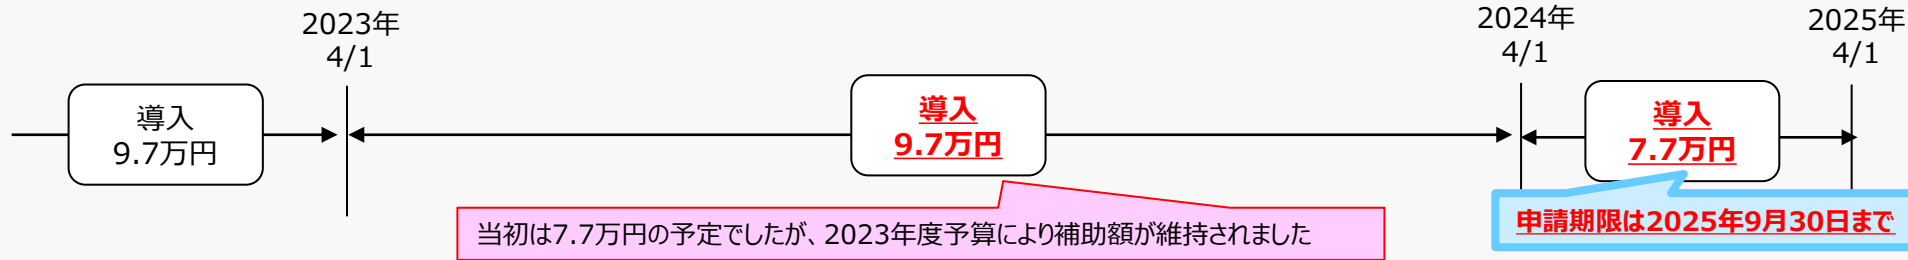 2023年
4/1
2024年
4/1
2025年
4/1
導入
9.7万円
導入
9.7万円
導入
7.7万円
当初は7.7万円の予定でしたが、2023年度予算により補助額が維持されました
申請期限は2025年9月30日まで